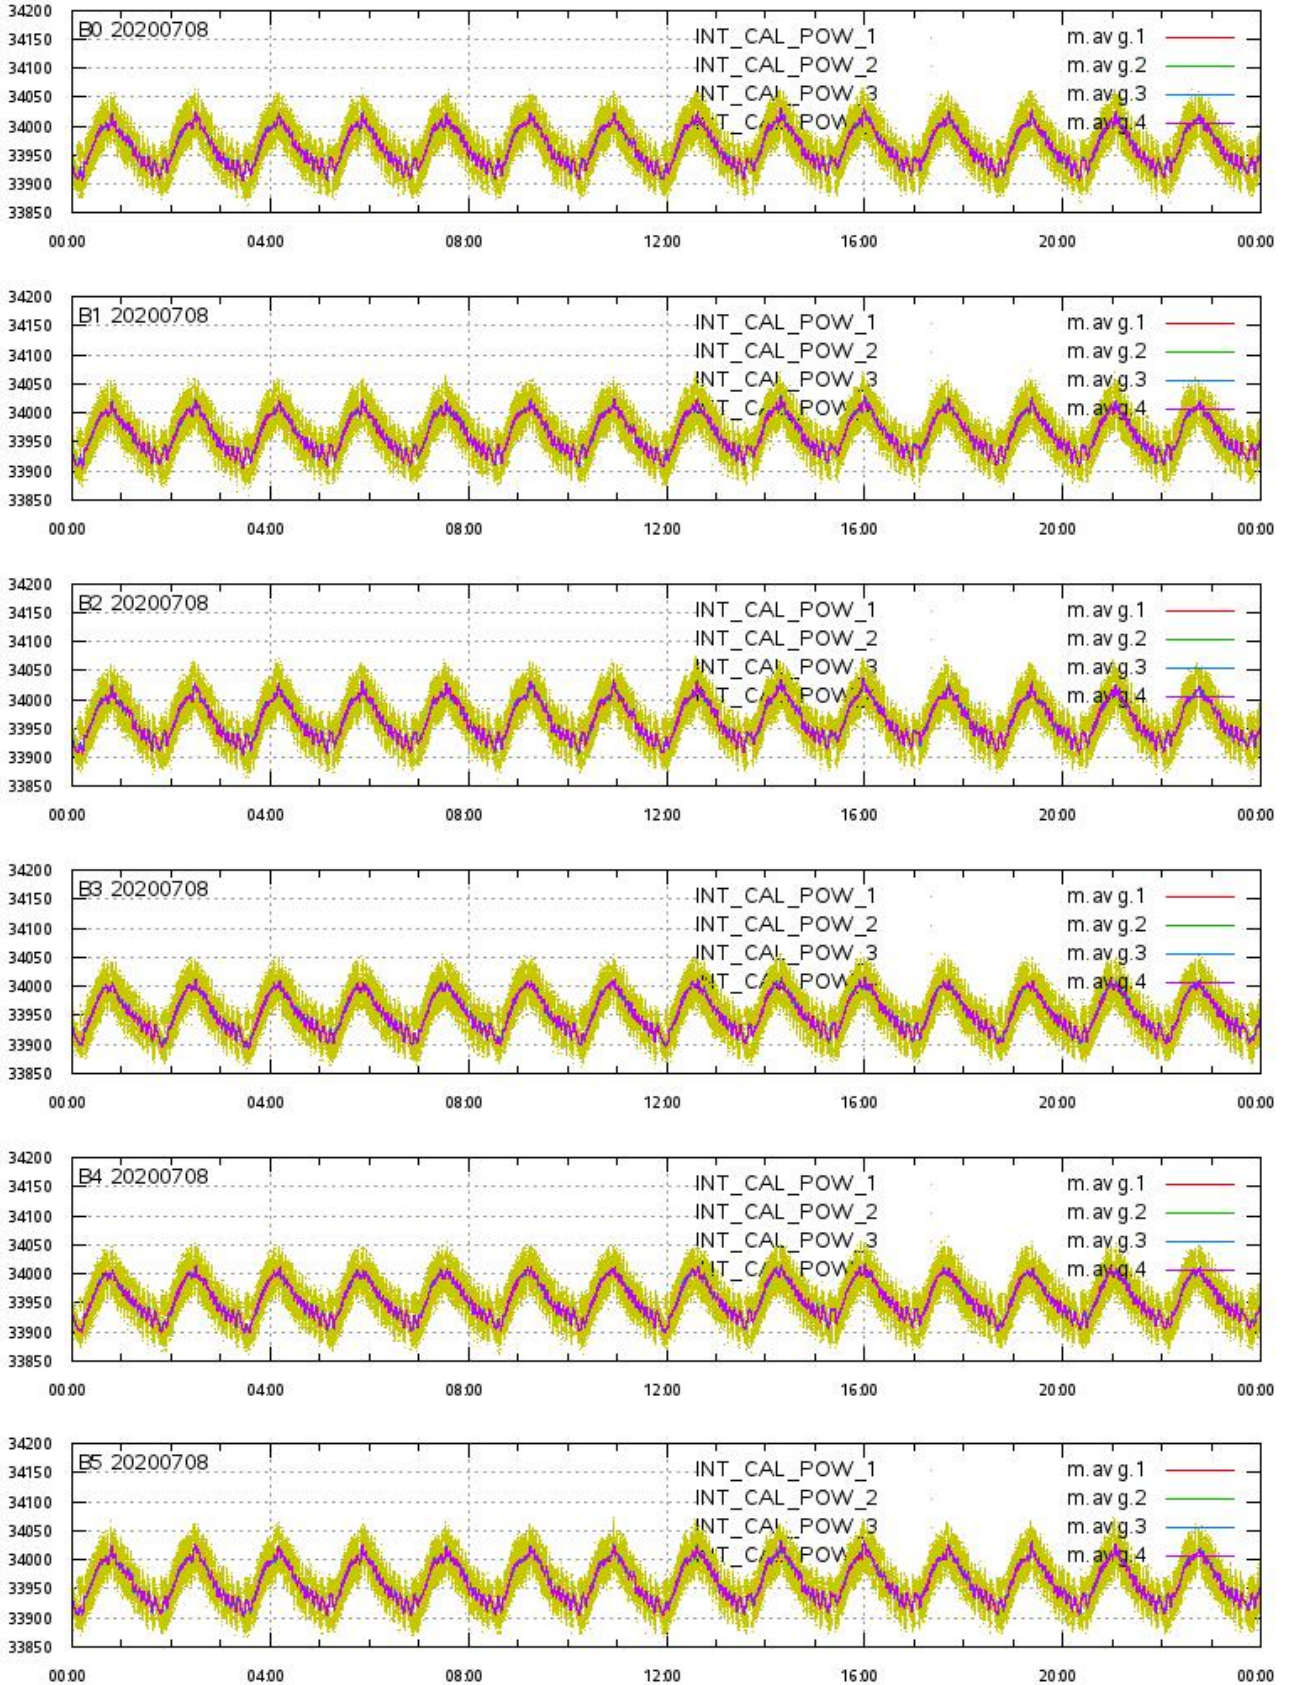 34200
B0 20200708 INT_CAL_POW_1 m.avg.1
34150
INT_CAL_POW_2 m.avg.2
34100
INT_CAL_POW_3 m.avg.3
34050
INT_CAL_POW_ m.avg.4
34000
33950
33900
33850
00:00 04:00 08:00 12:00 16:00 20:00 00:00
34200
B1 20200708 INT_CAL_POW_1 m.avg.1
34150
INT_CAL_POW_2 m.avg.2
34100
INT_CAL_POW_3 m.avg.3
34050
INT_CAL_POW_ m.avg.4
34000
33950
33900
33850
00:00 04:00 08:00 12:00 16:00 20:00 00:00
34200
B2 20200708 INT_CAL_POW_1 m.avg.1
34150
INT_CAL_POW_2 m.avg.2
34100
INT_CAL_POW_3 m.avg.3
34050
INT_CAL_POW_ m.avg.4
34000
33950
33900
33850
00:00 04:00 08:00 12:00 16:00 20:00 00:00
34200
B3 20200708 INT_CAL_POW_1 m.avg.1
34150
INT_CAL_POW_2 m.avg.2
34100
INT_CAL_POW_3 m.avg.3
34050
INT_CAL_POW_ m.avg.4
34000
33950
33900
33850
00:00 04:00 08:00 12:00 16:00 20:00 00:00
34200
B4 20200708 INT_CAL_POW_1 m.avg.1
34150
INT_CAL_POW_2 m.avg.2
34100
INT_CAL_POW_3 m.avg.3
34050
INT_CAL_POW_ m.avg.4
34000
33950
33900
33850
00:00 04:00 08:00 12:00 16:00 20:00 00:00
34200
B5 20200708 INT_CAL_POW_1 m.avg.1
34150
INT_CAL_POW_2 m.avg.2
34100
INT_CAL_POW_3 m.avg.3
34050
INT_CAL_POW_ m.avg.4
34000
33950
33900
33850
00:00 04:00 08:00 12:00 16:00 20:00 00:00